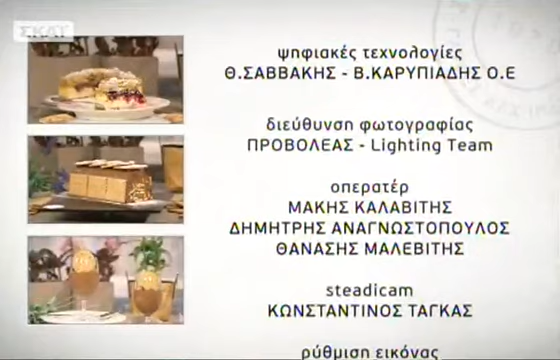 ΣΚΑΪ
ψηφιακές τεχνολογίες
Θ.ΣΑΒΒΑΚΗΣ - Β.ΚΑΡΥΠΙΑΔΗΣ Ο.Ε
διεύθυνση φωτογραφίας
ΠΡΟΒΟΛΕΑΣ - Lighting Team
οπερατέρ
ΜΑΚΗΣ ΚΑΛΑΒΙΤΗΣ
ΔΗΜΗΤΡΗΣ ΑΝΑΓΝΩΣΤΟΠΟΥΛΟΣ
ΘΑΝΑΣΗΣ ΜΑΛΕΒΙΤΗΣ
steadicam
ΚΩΝΣΤΑΝΤΙΝΟΣ ΤΑΓΚΑΣ
ρύθμιση εικόνας